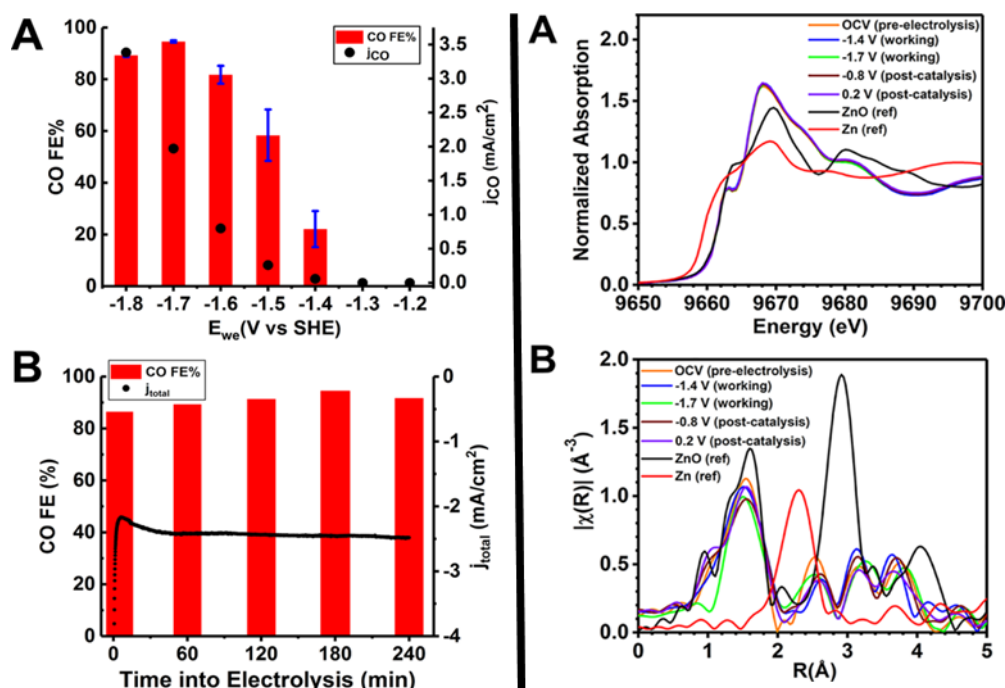 A
CO FE%
jCO
100
80
60
40
20
0
CO FE%
3.5
3.0
2.5
2.0
1.5
1.0
0.5
0.0
jCO (mA/cm²)
-1.8 -1.7 -1.6 -1.5 -1.4 -1.3 -1.2
Ewe(V vs SHE)
B
CO FE%
jtotal
100
80
60
40
20
0
CO FE (%)
0
-1
-2
-3
-4
jtotal (mA/cm²)
0 60 120 180 240
Time into Electrolysis (min)
A
OCV (pre-electrolysis)
-1.4 V (working)
-1.7 V (working)
-0.8 V (post-catalysis)
0.2 V (post-catalysis)
ZnO (ref)
Zn (ref)
2.0
1.5
1.0
0.5
0.0
Normalized Absorption
9650 9660 9670 9680 9690 9700
Energy (eV)
B
OCV (pre-electrolysis)
-1.4 V (working)
-1.7 V (working)
-0.8 V (post-catalysis)
0.2 V (post-catalysis)
ZnO (ref)
Zn (ref)
2.0
1.5
1.0
0.5
0.0
|χ(R)| (Å⁻³)
0 1 2 3 4 5
R(Å)